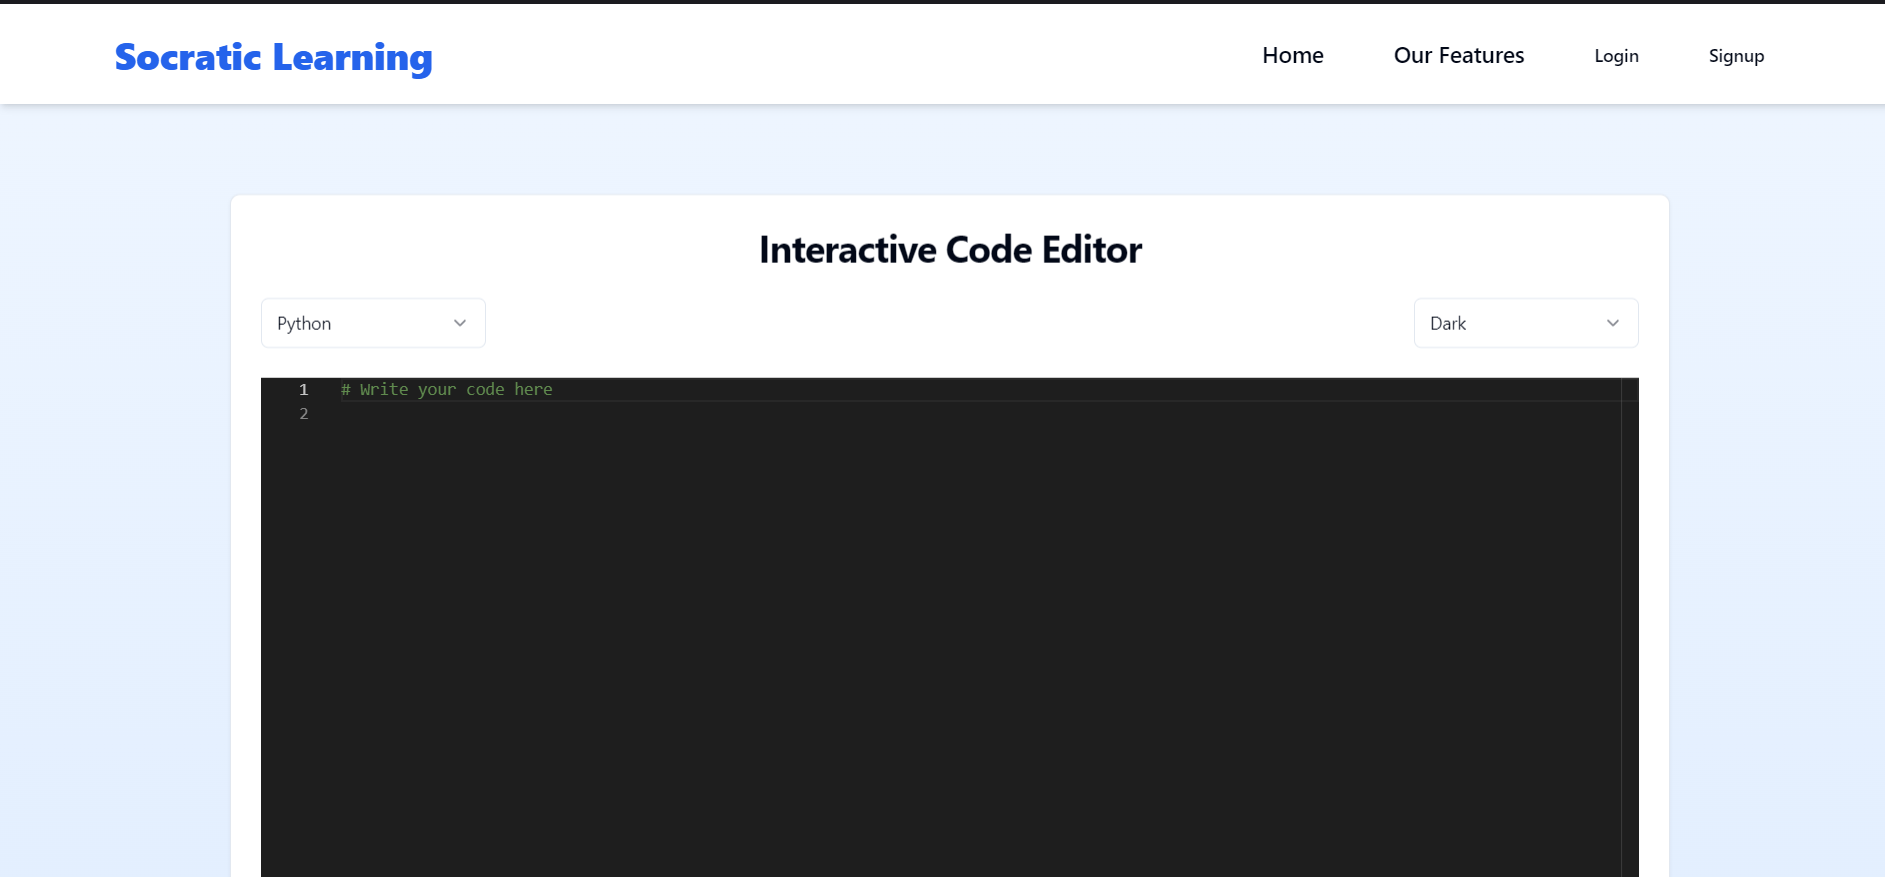 Socratic Learning
Home Our Features Login Signup
Interactive Code Editor
Python
Dark
1 # Write your code here
2